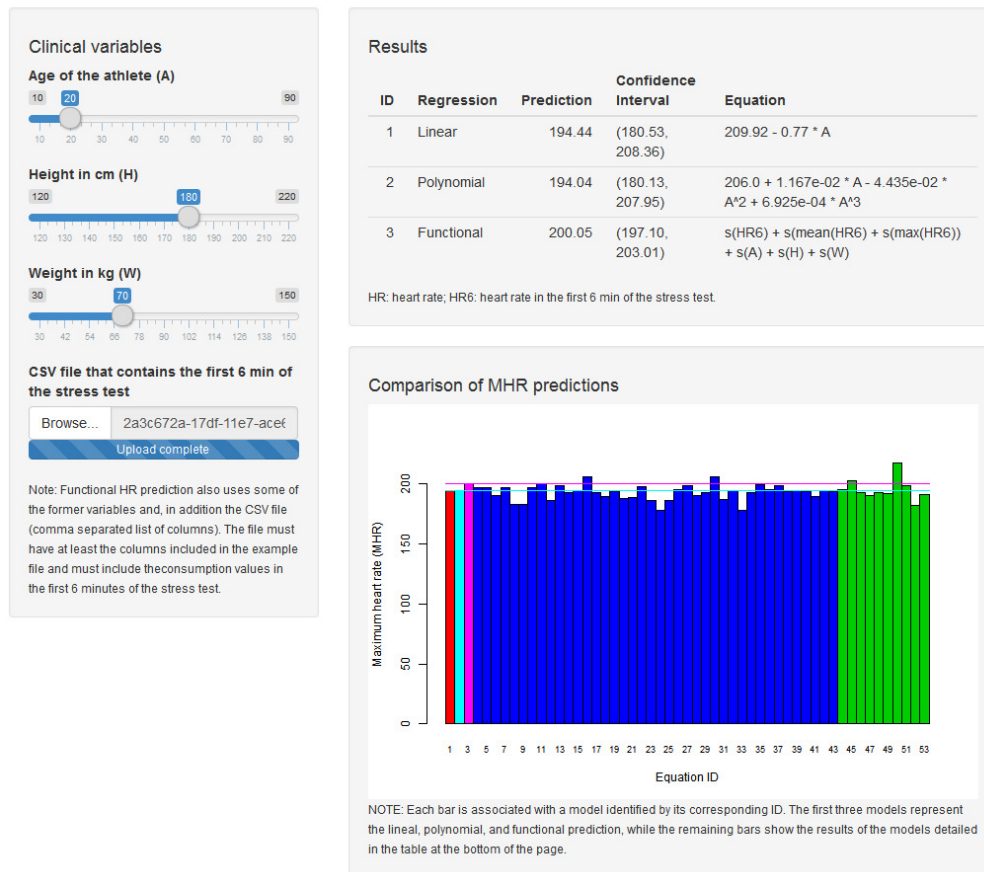 Clinical variables
Age of the athlete (A)
10 20 90
10 20 30 40 50 60 70 80 90
Height in cm (H)
120 180 220
120 130 140 150 160 170 180 190 200 210 220
Weight in kg (W)
30 70 150
30 42 54 66 78 90 102 114 126 138 150
CSV file that contains the first 6 min of
the stress test
Browse... 2a3c672a-17df-11e7-ace6
Upload complete
Note: Functional HR prediction also uses some of
the former variables and, in addition the CSV file
(comma separated list of columns). The file must
have at least the columns included in the example
file and must include theconsumption values in
the first 6 minutes of the stress test.
Results
Confidence
ID Regression Prediction Interval Equation
1 Linear 194.44 (180.53, 209.92 - 0.77 * A
208.36)
2 Polynomial 194.04 (180.13, 206.0 + 1.167e-02 * A - 4.435e-02 *
207.95) A^2 + 6.925e-04 * A^3
3 Functional 200.05 (197.10, s(HR6) + s(mean(HR6) + s(max(HR6))
203.01) + s(A) + s(H) + s(W)
HR: heart rate; HR6: heart rate in the first 6 min of the stress test.
Comparison of MHR predictions
Maximum heart rate (MHR)
200
150
100
50
0
1 3 5 7 9 11 13 15 17 19 21 23 25 27 29 31 33 35 37 39 41 43 45 47 49 51 53
Equation ID
NOTE: Each bar is associated with a model identified by its corresponding ID. The first three models represent
the lineal, polynomial, and functional prediction, while the remaining bars show the results of the models detailed
in the table at the bottom of the page.